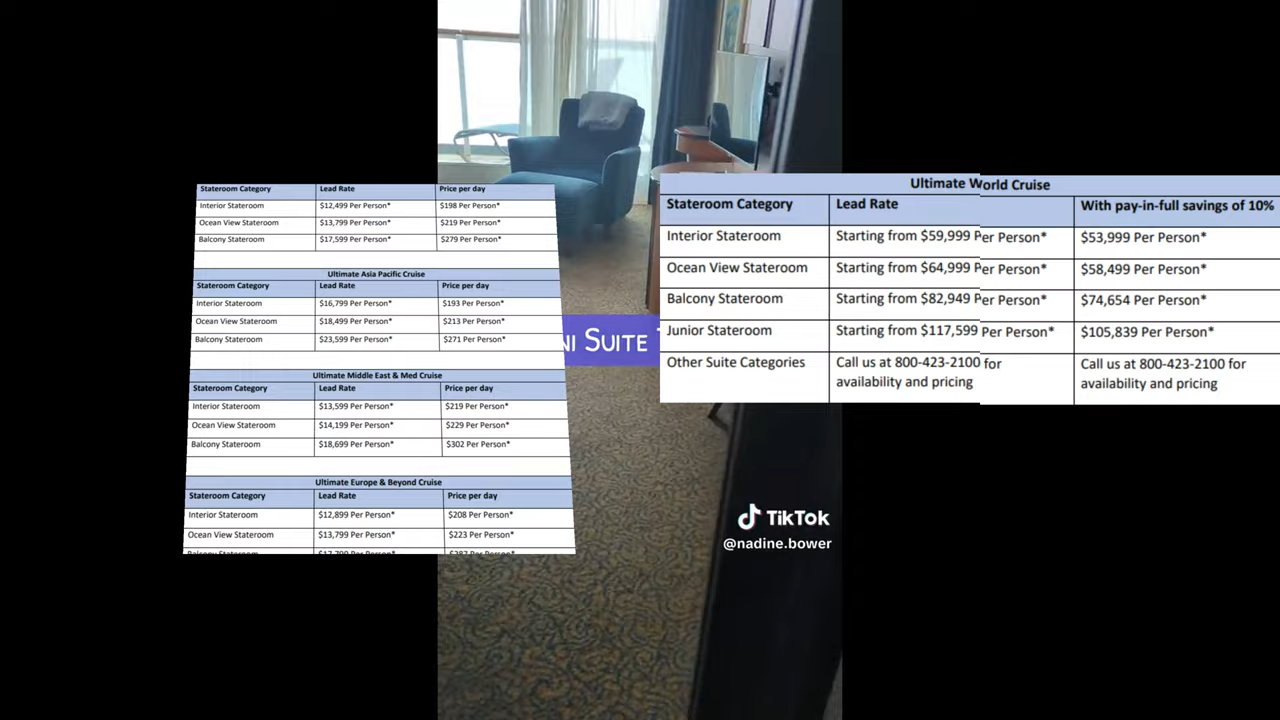 Stateroom Category Lead Rate Price per day
Interior Stateroom $12,499 Per Person* $198 Per Person*
Ocean View Stateroom $13,799 Per Person* $219 Per Person*
Balcony Stateroom $17,599 Per Person* $279 Per Person*
Ultimate Asia Pacific Cruise
Stateroom Category Lead Rate Price per day
Interior Stateroom $16,799 Per Person* $193 Per Person*
Ocean View Stateroom $18,499 Per Person* $213 Per Person*
Balcony Stateroom $23,599 Per Person* $271 Per Person*
Ultimate Middle East & Med Cruise
Stateroom Category Lead Rate Price per day
Interior Stateroom $13,599 Per Person* $219 Per Person*
Ocean View Stateroom $14,199 Per Person* $229 Per Person*
Balcony Stateroom $18,699 Per Person* $302 Per Person*
Ultimate Europe & Beyond Cruise
Stateroom Category Lead Rate Price per day
Interior Stateroom $12,899 Per Person* $208 Per Person*
Ocean View Stateroom $13,799 Per Person* $223 Per Person*
NI SUITE
Ultimate World Cruise
Stateroom Category Lead Rate With pay-in-full savings of 10%
Interior Stateroom Starting from $59,999 Per Person* $53,999 Per Person*
Ocean View Stateroom Starting from $64,999 Per Person* $58,499 Per Person*
Balcony Stateroom Starting from $82,949 Per Person* $74,654 Per Person*
Junior Stateroom Starting from $117,599 Per Person* $105,839 Per Person*
Other Suite Categories Call us at 800-423-2100 for Call us at 800-423-2100 for
availability and pricing availability and pricing
TikTok
@nadine.bower